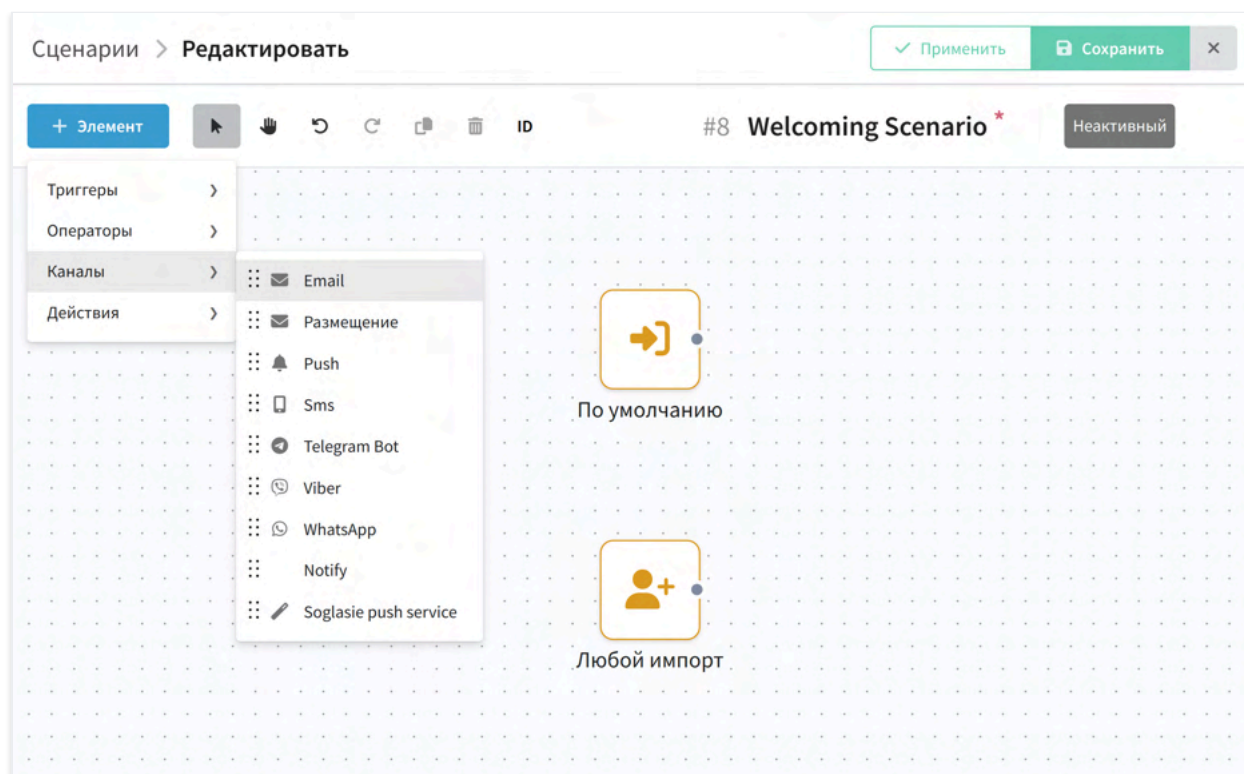 Сценарии > Редактировать
Применить
Сохранить
+ Элемент
ID
#8 Welcoming Scenario *
Неактивный
Триггеры
Операторы
Каналы
Действия
Email
Размещение
Push
Sms
Telegram Bot
Viber
WhatsApp
Notify
Soglasie push service
По умолчанию
Любой импорт